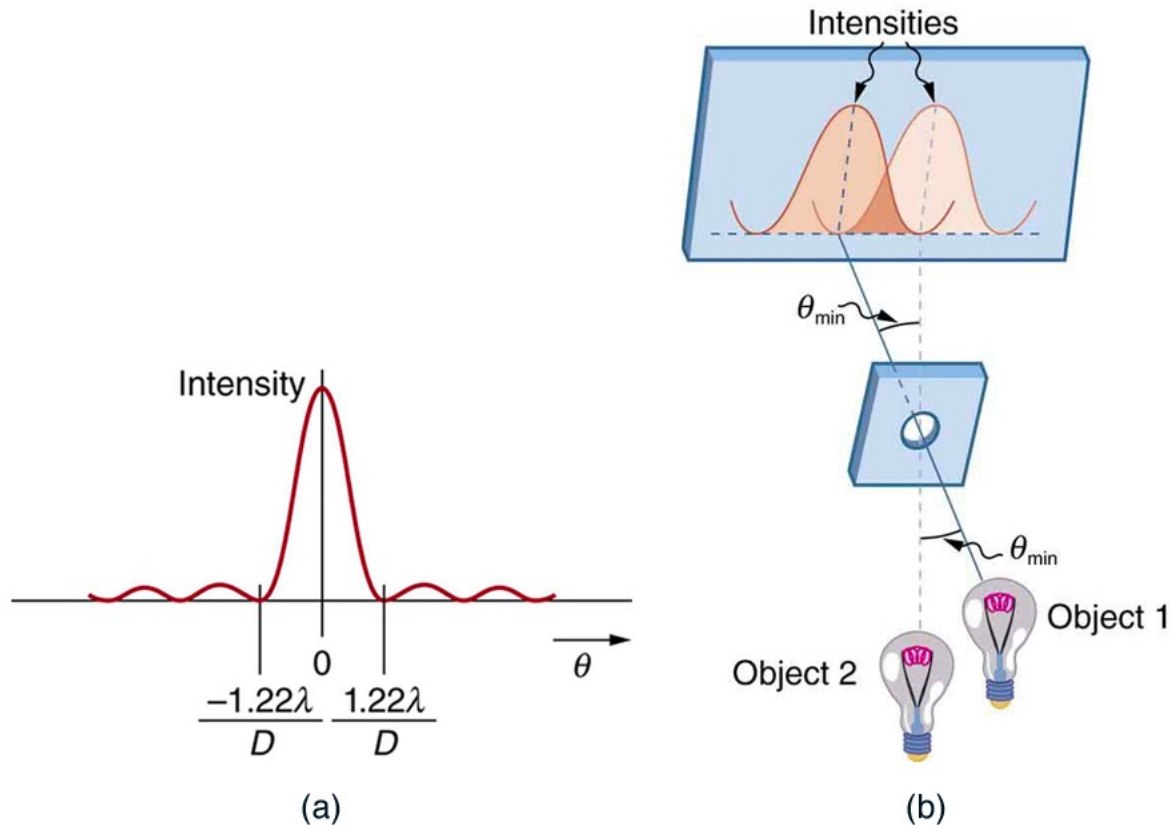 Intensity
0
θ
−1.22λ
D
1.22λ
D
(a)
Intensities
θmin
θmin
Object 1
Object 2
(b)